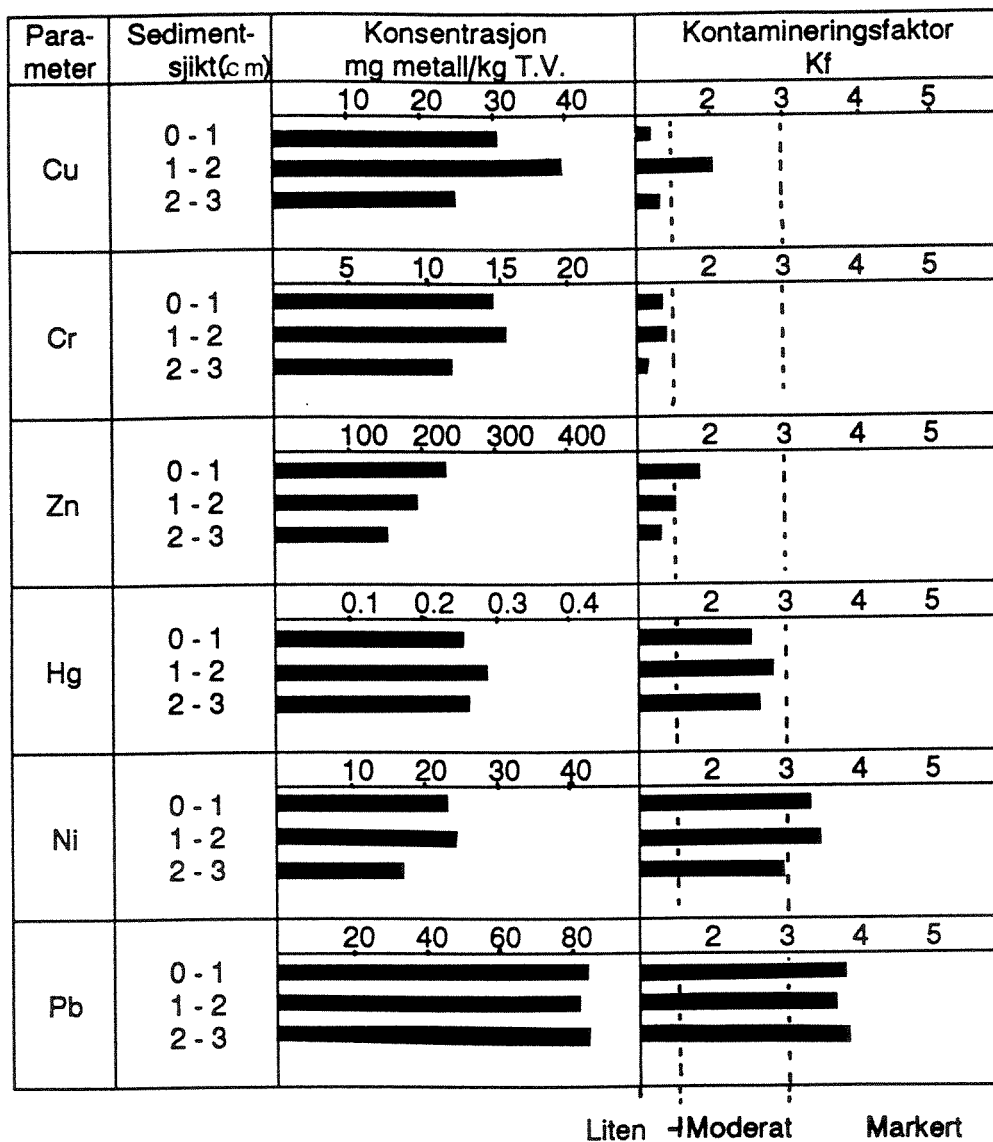 Para-
meter
Sediment-
sjikt(cm)
Konsentrasjon
mg metall/kg T.V.
Kontamineringsfaktor
Kf
10 20 30 40 2 3 4 5
Cu
0 - 1
1 - 2
2 - 3
5 10 15 20 2 3 4 5
Cr
0 - 1
1 - 2
2 - 3
100 200 300 400 2 3 4 5
Zn
0 - 1
1 - 2
2 - 3
0.1 0.2 0.3 0.4 2 3 4 5
Hg
0 - 1
1 - 2
2 - 3
10 20 30 40 2 3 4 5
Ni
0 - 1
1 - 2
2 - 3
20 40 60 80 2 3 4 5
Pb
0 - 1
1 - 2
2 - 3
Liten Moderat Markert